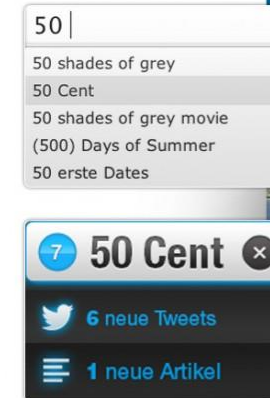 50
50 shades of grey
50 Cent
50 shades of grey movie
(500) Days of Summer
50 erste Dates
7 50 Cent
6 neue Tweets
1 neue Artikel